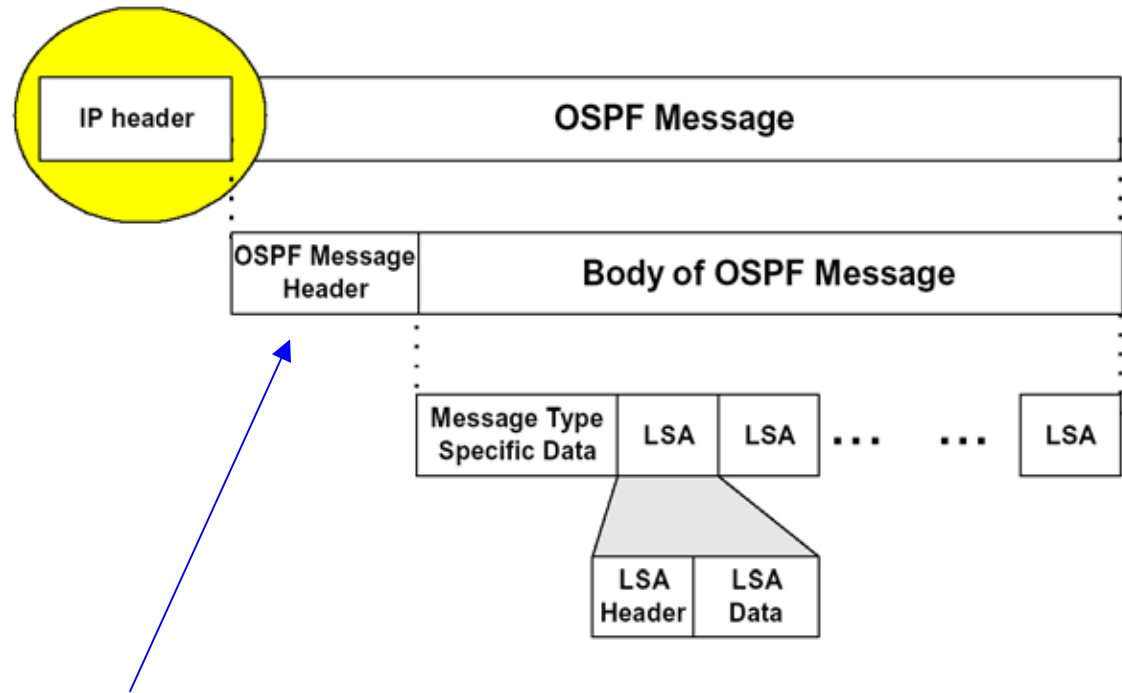 IP header
OSPF Message
OSPF Message
Header
Body of OSPF Message
Message Type
Specific Data
LSA
LSA
... ...
LSA
LSA
Header
LSA
Data